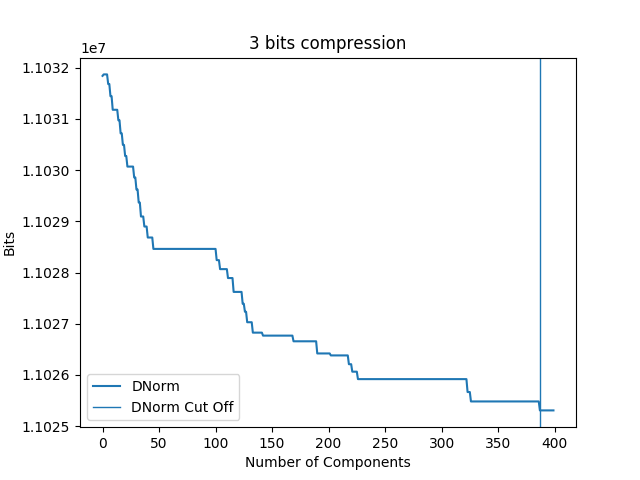 3 bits compression
1e7
1.1032
1.1031
1.1030
1.1029
1.1028
1.1027
1.1026
1.1025
Bits
DNorm
DNorm Cut Off
0 50 100 150 200 250 300 350 400
Number of Components